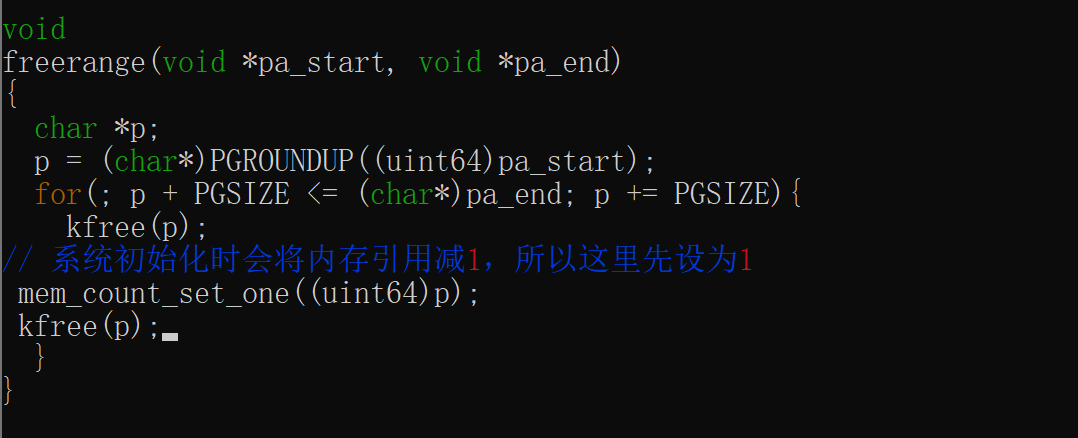 void
freerange(void *pa_start, void *pa_end)
{
  char *p;
  p = (char*)PGROUNDUP((uint64)pa_start);
  for(; p + PGSIZE <= (char*)pa_end; p += PGSIZE){
    kfree(p);
// 系统初始化时会将内存引用减1，所以这里先设为1
 mem_count_set_one((uint64)p);
 kfree(p);
  }
}